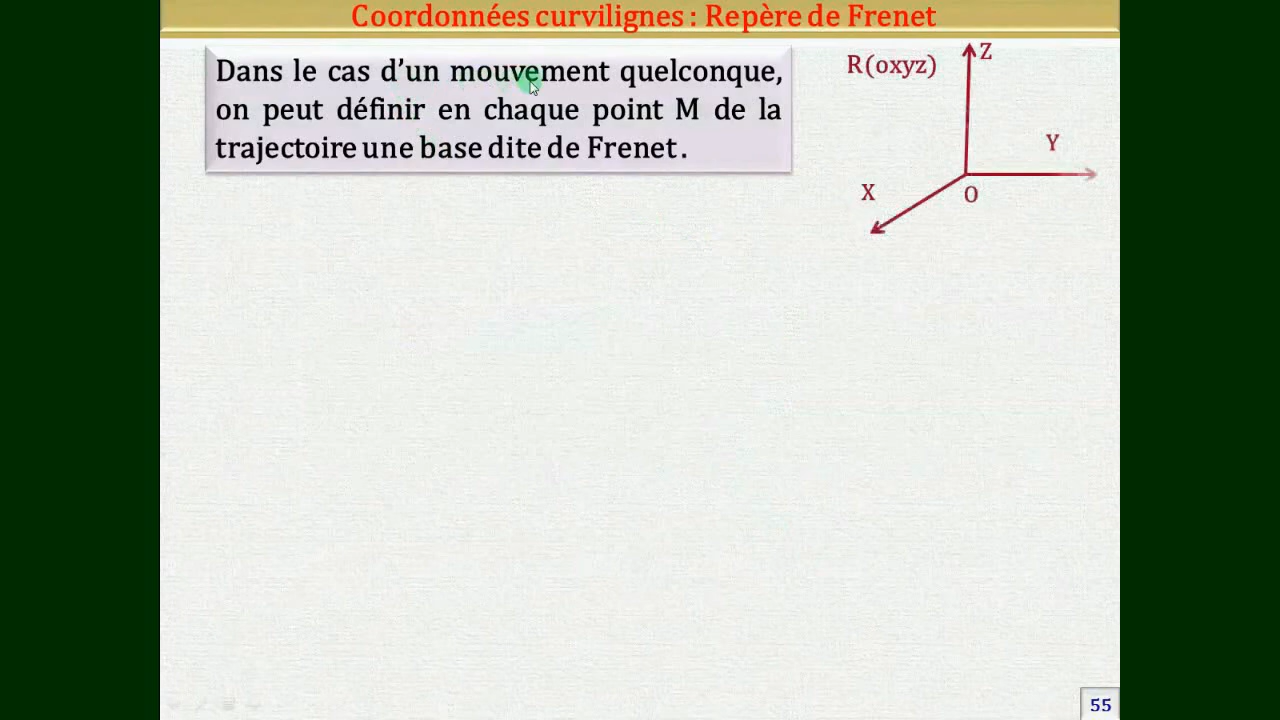 Coordonnées curvilignes : Repère de Frenet
Dans le cas d’un mouvement quelconque,
on peut définir en chaque point M de la
trajectoire une base dite de Frenet .
R(oxyz)
Z
Y
X
O
55